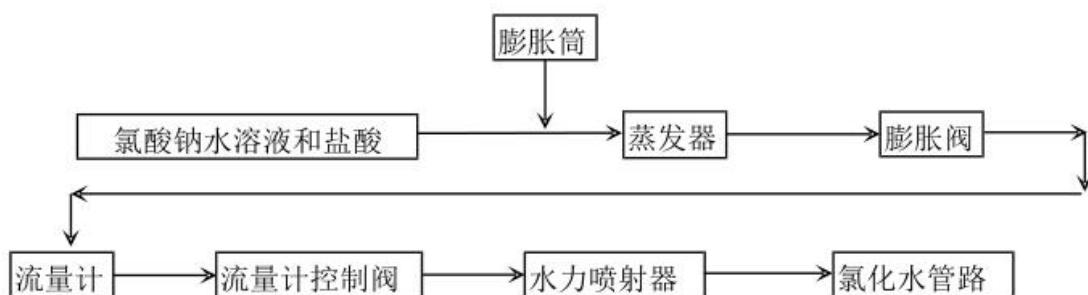 膨胀筒
氯酸钠水溶液和盐酸
蒸发器
膨胀阀
流量计
流量计控制阀
水力喷射器
氯化水管路